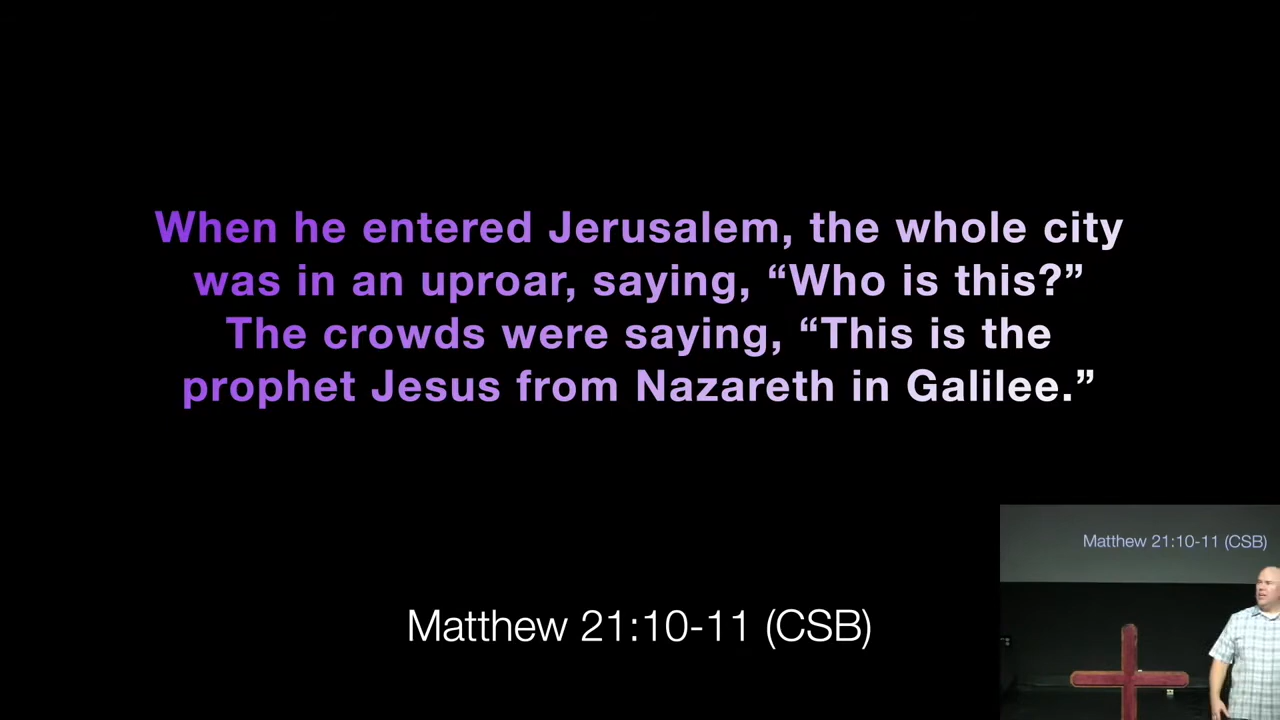 When he entered Jerusalem, the whole city
was in an uproar, saying, “Who is this?”
The crowds were saying, “This is the
prophet Jesus from Nazareth in Galilee.”
Matthew 21:10-11 (CSB)
Matthew 21:10-11 (CSB)